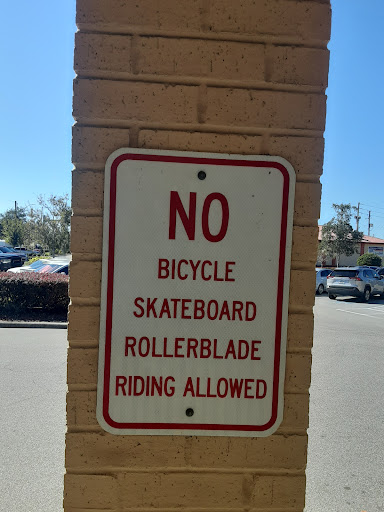 NO
BICYCLE
SKATEBOARD
ROLLERBLADE
RIDING ALLOWED